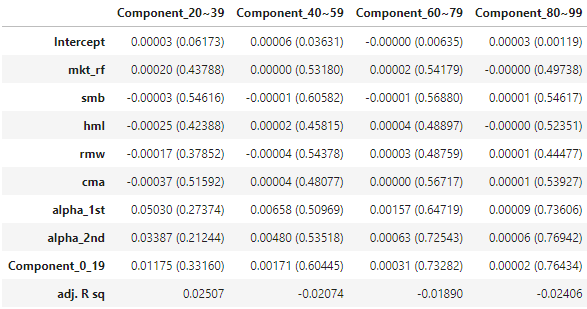 Component_20~39 Component_40~59 Component_60~79 Component_80~99
Intercept 0.00003 (0.06173) 0.00006 (0.03631) -0.00000 (0.00635) 0.00003 (0.00119)
mkt_rf 0.00020 (0.43788) 0.00000 (0.53180) 0.00002 (0.54179) -0.00000 (0.49738)
smb -0.00003 (0.54616) -0.00001 (0.60582) -0.00001 (0.56880) 0.00001 (0.54617)
hml -0.00025 (0.42388) 0.00002 (0.45815) 0.00004 (0.48897) -0.00000 (0.52351)
rmw -0.00017 (0.37852) -0.00004 (0.54378) 0.00003 (0.48759) 0.00001 (0.44477)
cma -0.00037 (0.51592) 0.00004 (0.48077) 0.00000 (0.56717) 0.00001 (0.53927)
alpha_1st 0.05030 (0.27374) 0.00658 (0.50969) 0.00157 (0.64719) 0.00009 (0.73606)
alpha_2nd 0.03387 (0.21244) 0.00480 (0.53518) 0.00063 (0.72543) 0.00006 (0.76942)
Component_0_19 0.01175 (0.33160) 0.00171 (0.60445) 0.00031 (0.73282) 0.00002 (0.76434)
adj. R sq 0.02507 -0.02074 -0.01890 -0.02406